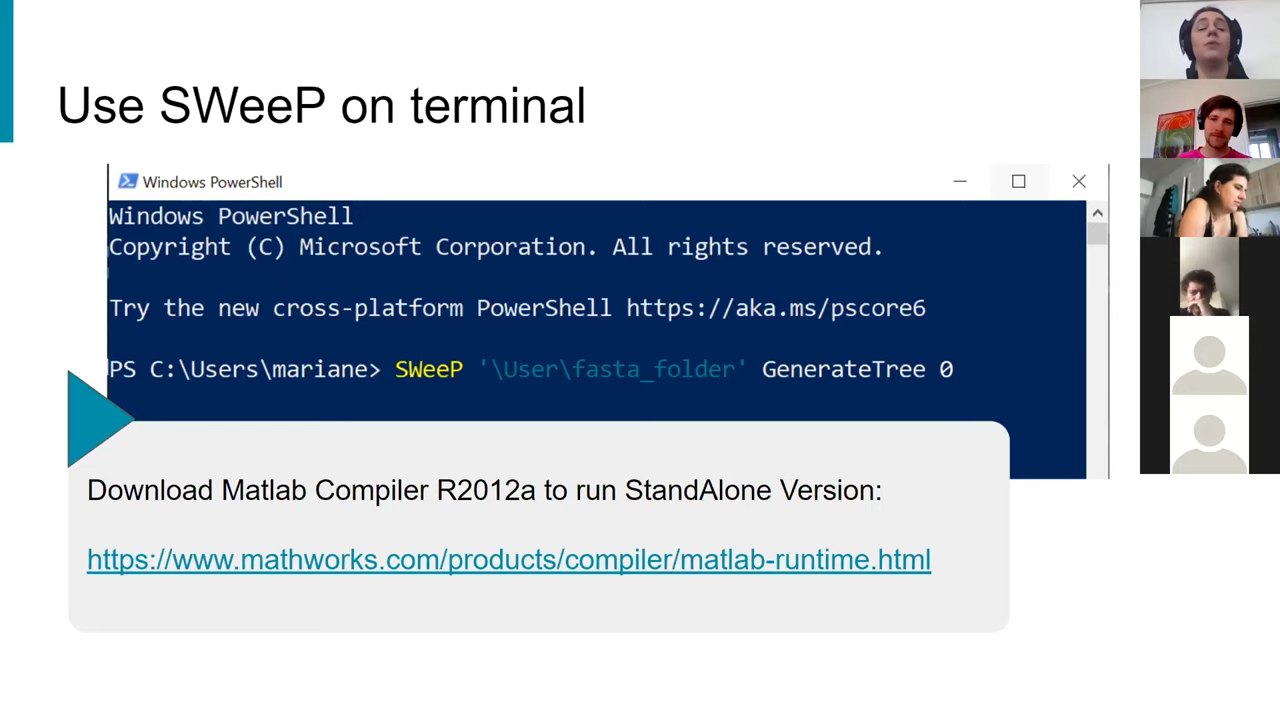 Use SWeeP on terminal
Windows PowerShell
Windows PowerShell
Copyright (C) Microsoft Corporation. All rights reserved.
Try the new cross-platform PowerShell https://aka.ms/pscore6
PS C:\Users\mariane> SWeeP '\User\fasta_folder' GenerateTree 0
Download Matlab Compiler R2012a to run StandAlone Version:
https://www.mathworks.com/products/compiler/matlab-runtime.html